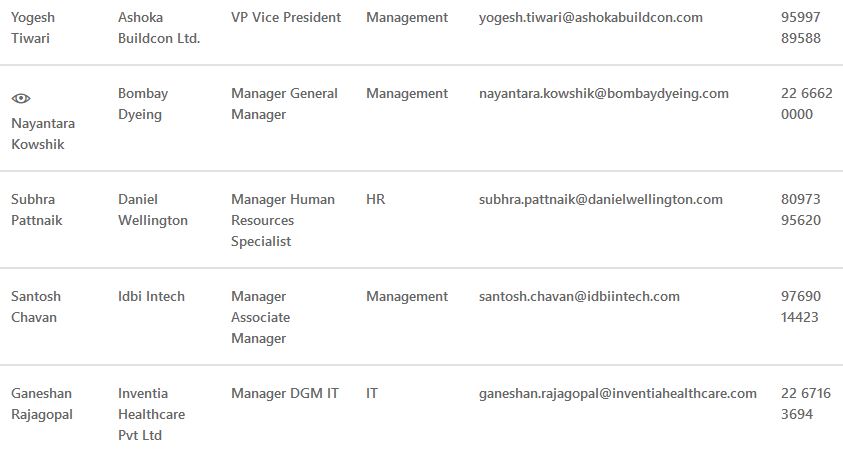 Yogesh Ashoka VP Vice President Management yogesh.tiwari@ashokabuildcon.com 95997
Tiwari Buildcon Ltd. 89588
Bombay Manager General Management nayantara.kowshik@bombaydyeing.com 22 6662
Dyeing Manager 0000
Nayantara
Kowshik
Subhra Daniel Manager Human HR subhra.pattnaik@danielwellington.com 80973
Pattnaik Wellington Resources 95620
Specialist
Santosh Idbi Intech Manager Management santosh.chavan@idbiintech.com 97690
Chavan Associate 14423
Manager
Ganeshan Inventia Manager DGM IT IT ganeshan.rajagopal@inventiahealthcare.com 22 6716
Rajagopal Healthcare 3694
Pvt Ltd